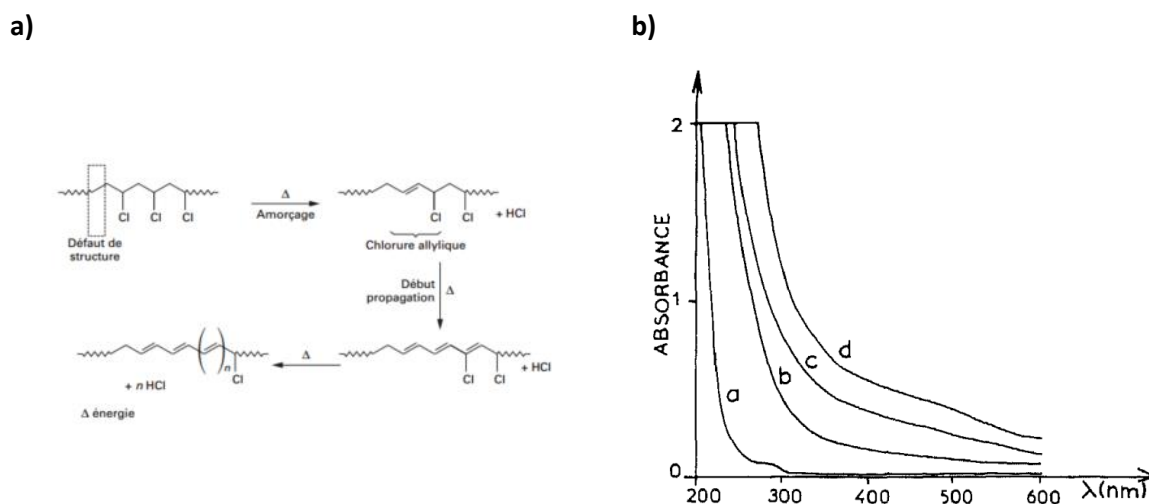 a)
Cl Cl Cl
Défaut de
structure
Δ
Amorçage
Cl Cl
+ HCl
Chlorure allylique
Début
propagation
Δ
Cl Cl
+ HCl
Δ
n
Cl
+ n HCl
Δ énergie
b)
ABSORBANCE
2
1
0
a
b
c
d
200 300 400 500 600 λ(nm)